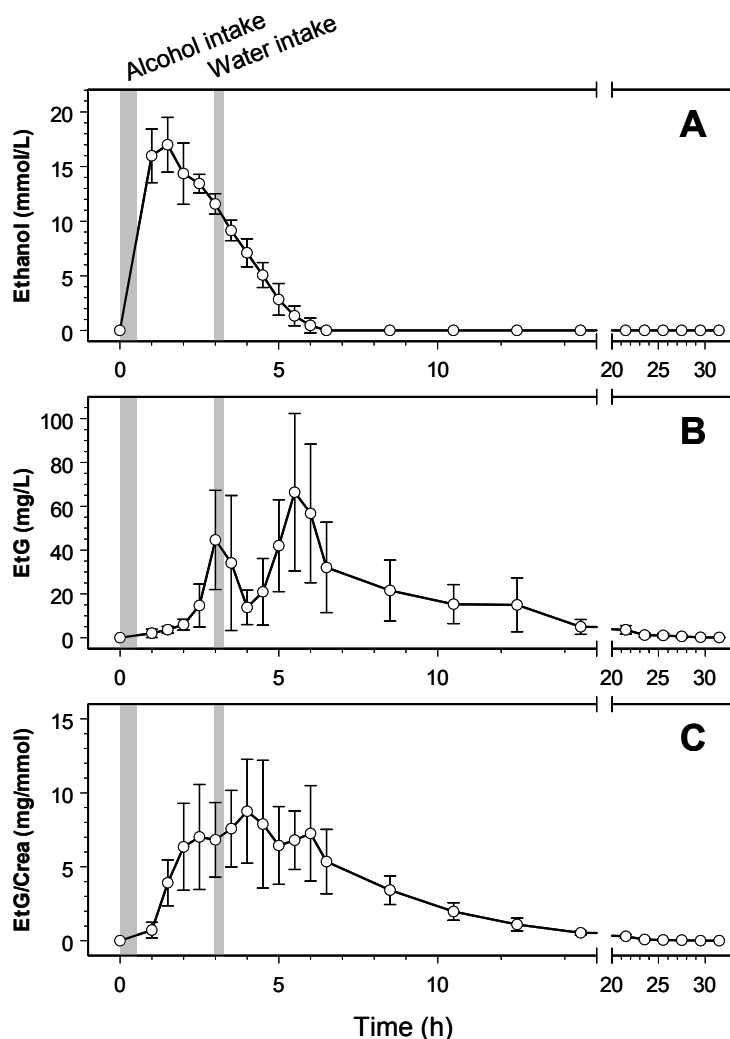 Alcohol intake
Water intake
A
Ethanol (mmol/L)
20
15
10
5
0
0 5 10 20 25 30
B
EtG (mg/L)
100
80
60
40
20
0
0 5 10 20 25 30
C
EtG/Crea (mg/mmol)
15
10
5
0
0 5 10 20 25 30
Time (h)